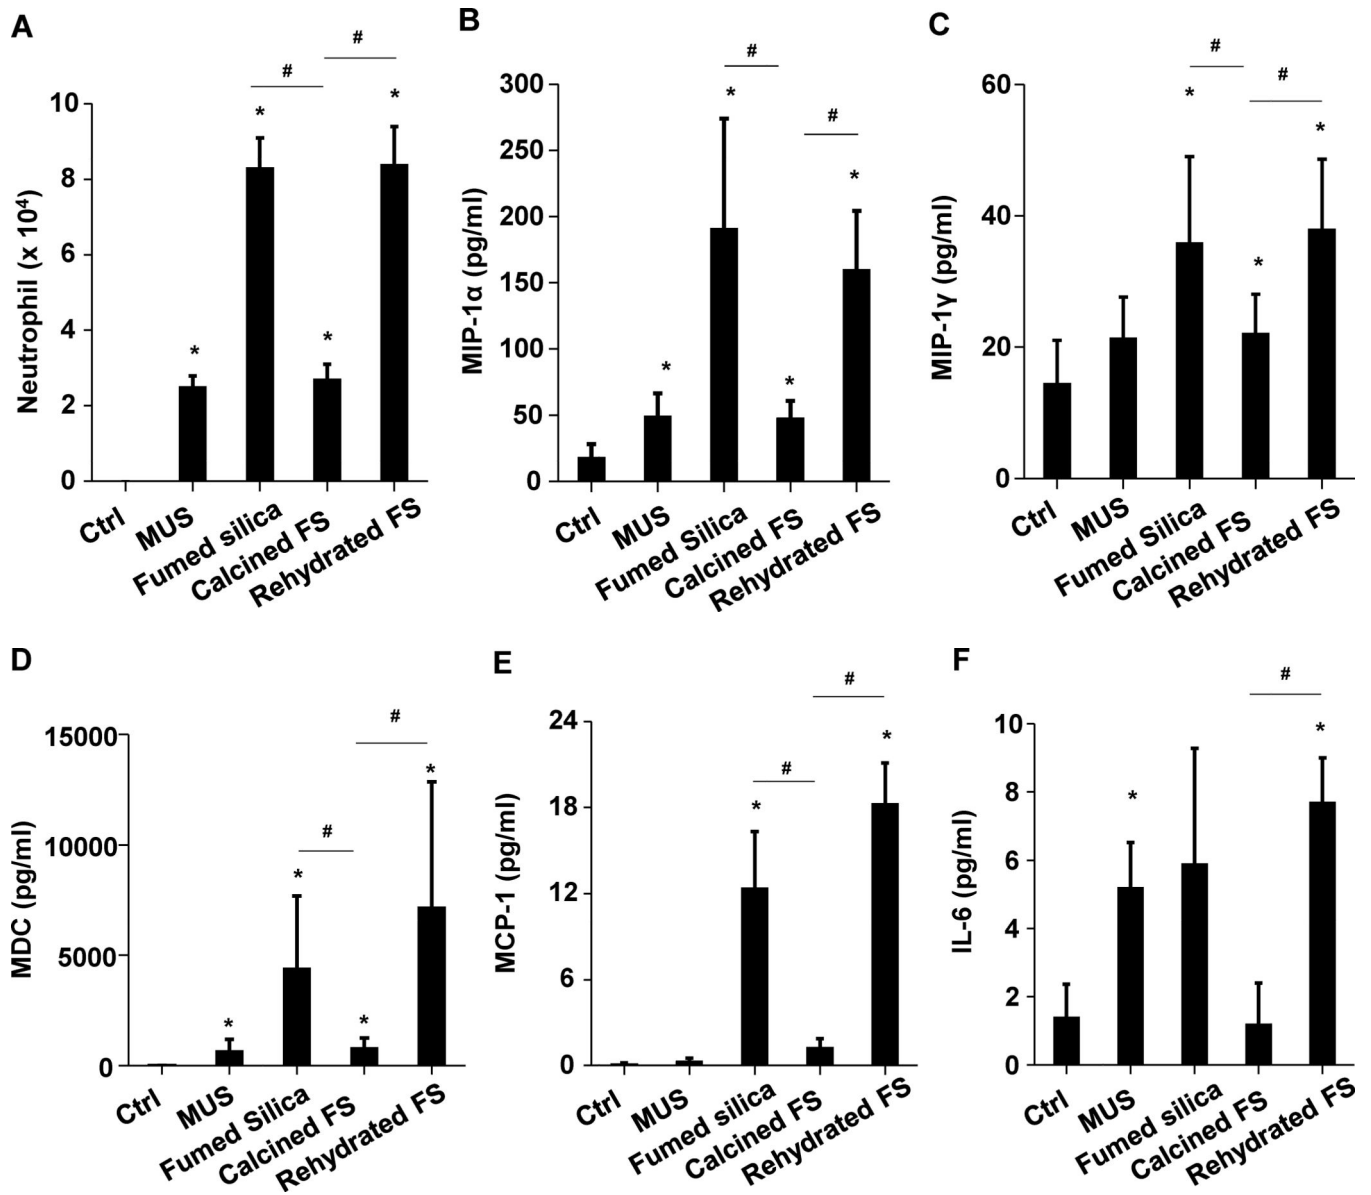 A
#
#
*
*
*
*
Neutrophil (x 10⁴)
10
8
6
4
2
0
Ctrl
MUS
Fumed silica
Calcined FS
Rehydrated FS
B
#
#
*
*
*
*
MIP-1α (pg/ml)
300
250
200
150
100
50
0
Ctrl
MUS
Fumed Silica
Calcined FS
Rehydrated FS
C
#
#
*
*
*
MIP-1γ (pg/ml)
60
40
20
0
Ctrl
MUS
Fumed Silica
Calcined FS
Rehydrated FS
D
#
#
*
*
*
*
MDC (pg/ml)
15000
10000
5000
0
Ctrl
MUS
Fumed Silica
Calcined FS
Rehydrated FS
E
#
#
*
*
MCP-1 (pg/ml)
24
18
12
6
0
Ctrl
MUS
Fumed silica
Calcined FS
Rehydrated FS
F
#
*
*
IL-6 (pg/ml)
10
8
6
4
2
0
Ctrl
MUS
Fumed silica
Calcined FS
Rehydrated FS